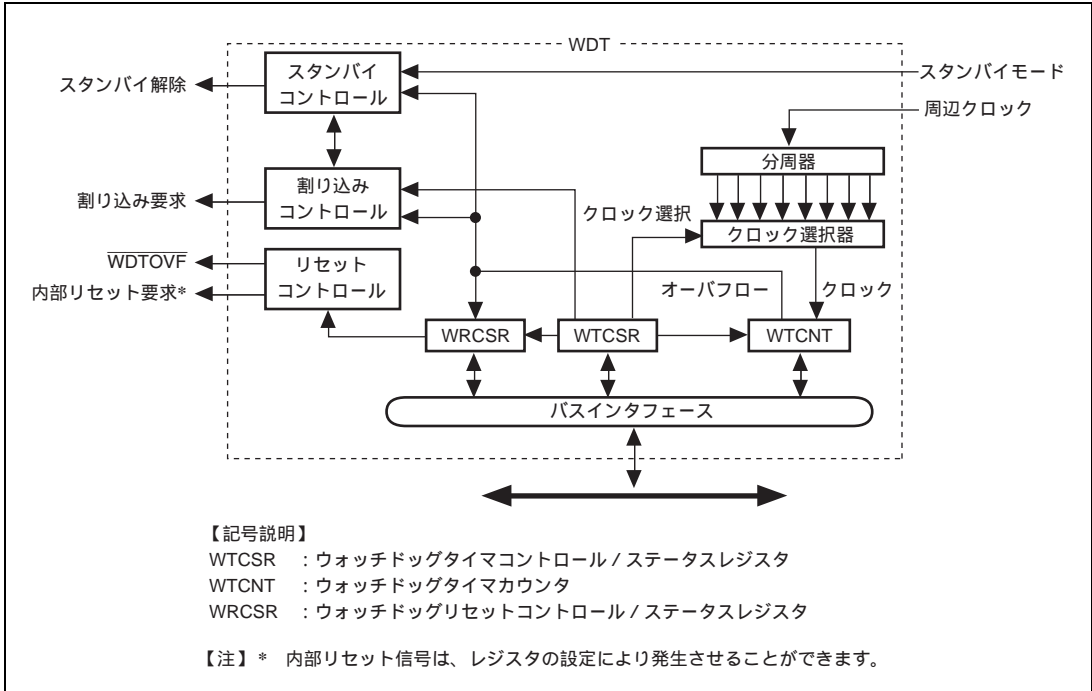 WDT
スタンバイ解除
スタンバイ
コントロール
スタンバイモード
周辺クロック
分周器
割り込み要求
割り込み
コントロール
クロック選択
クロック選択器
WDTOVF
内部リセット要求*
リセット
コントロール
オーバフロー
クロック
WRCSR
WTCSR
WTCNT
バスインタフェース
【記号説明】
WTCSR : ウォッチドッグタイマコントロール / ステータスレジスタ
WTCNT : ウォッチドッグタイマカウンタ
WRCSR : ウォッチドッグリセットコントロール / ステータスレジスタ
【注】* 内部リセット信号は、レジスタの設定により発生させることができます。